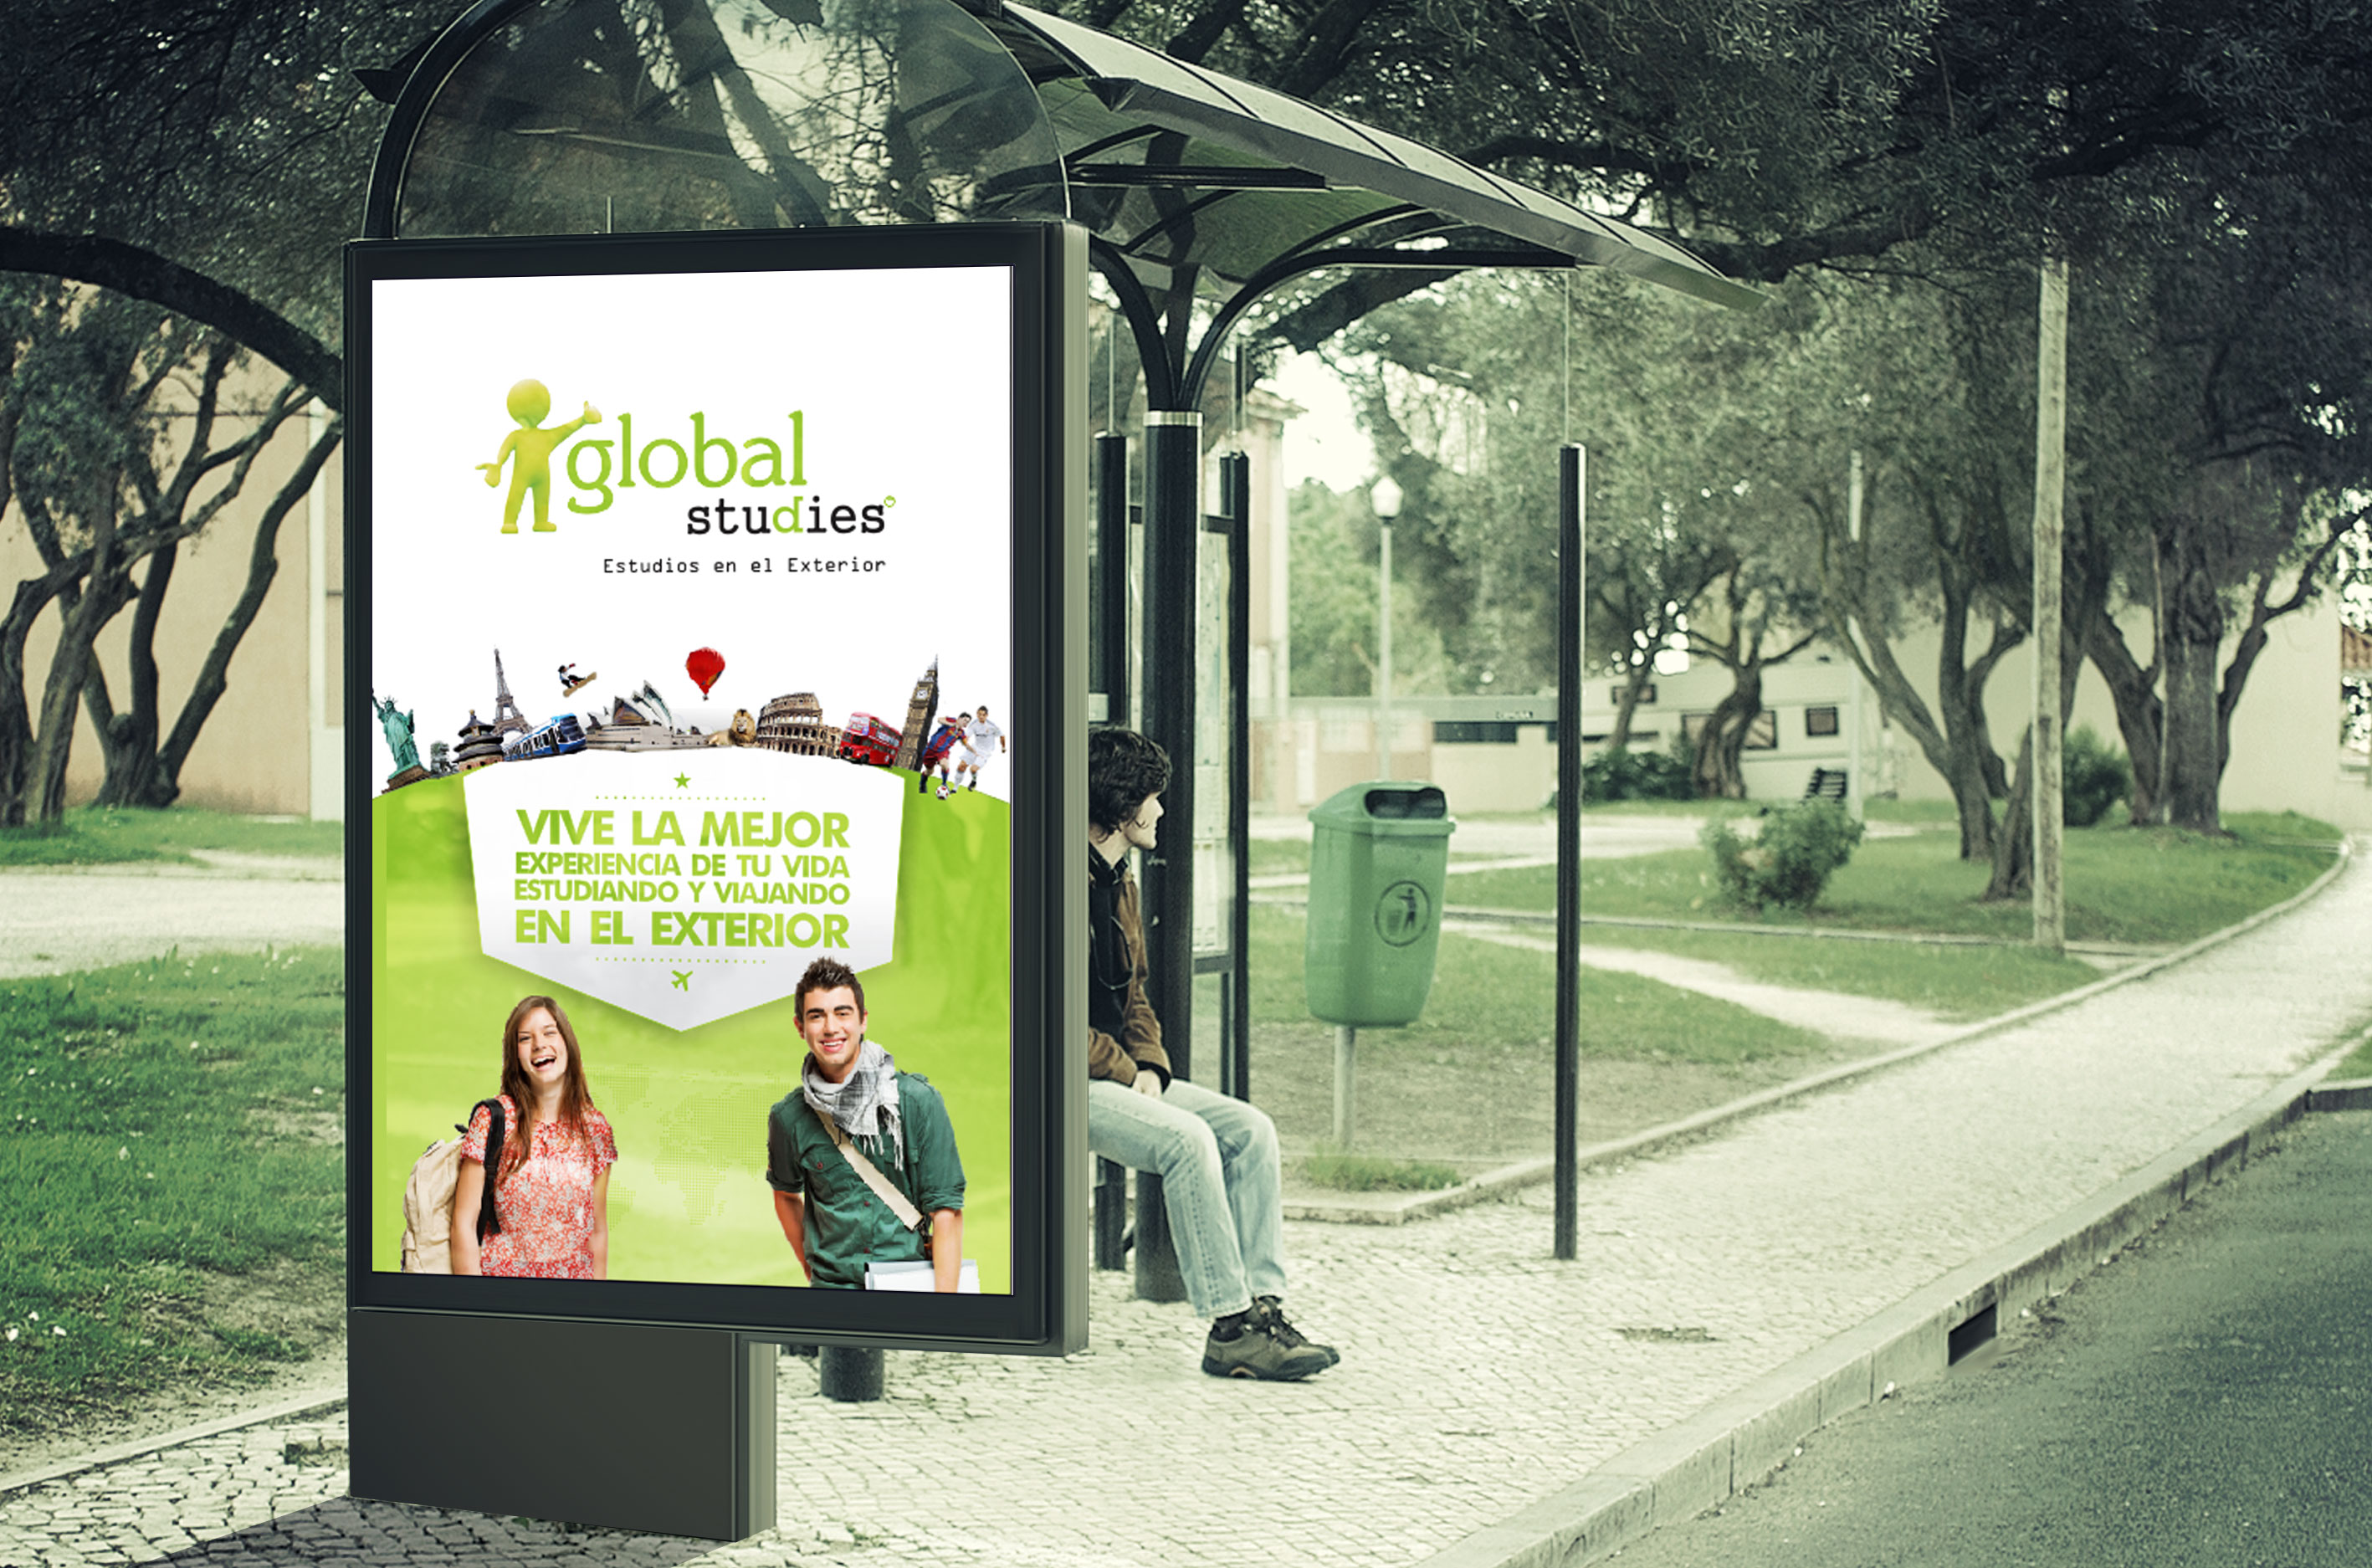 global
studies
Estudios en el Exterior
VIVE LA MEJOR
EXPERIENCIA DE TU VIDA
ESTUDIANDO Y VIAJANDO
EN EL EXTERIOR